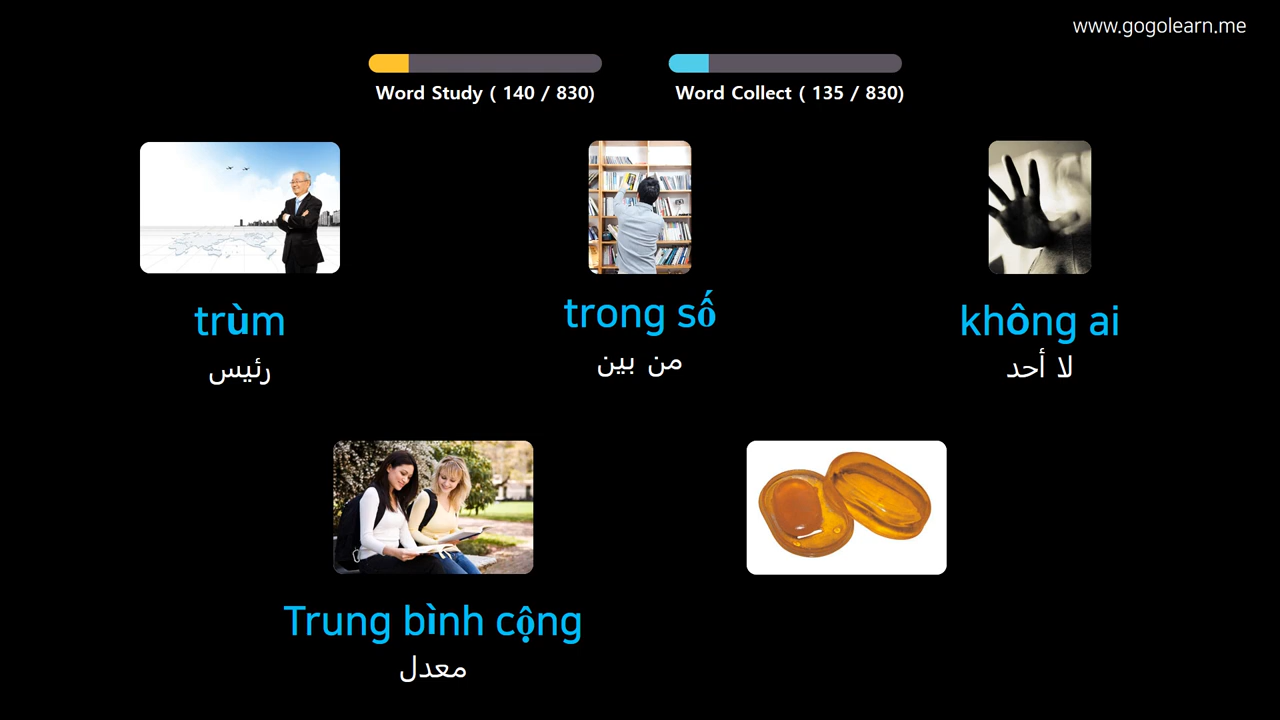 www.gogolearn.me
Word Study ( 140 / 830)
Word Collect ( 135 / 830)
trùm
رئيس
trong số
من بين
không ai
لا أحد
Trung bình cộng
معدل